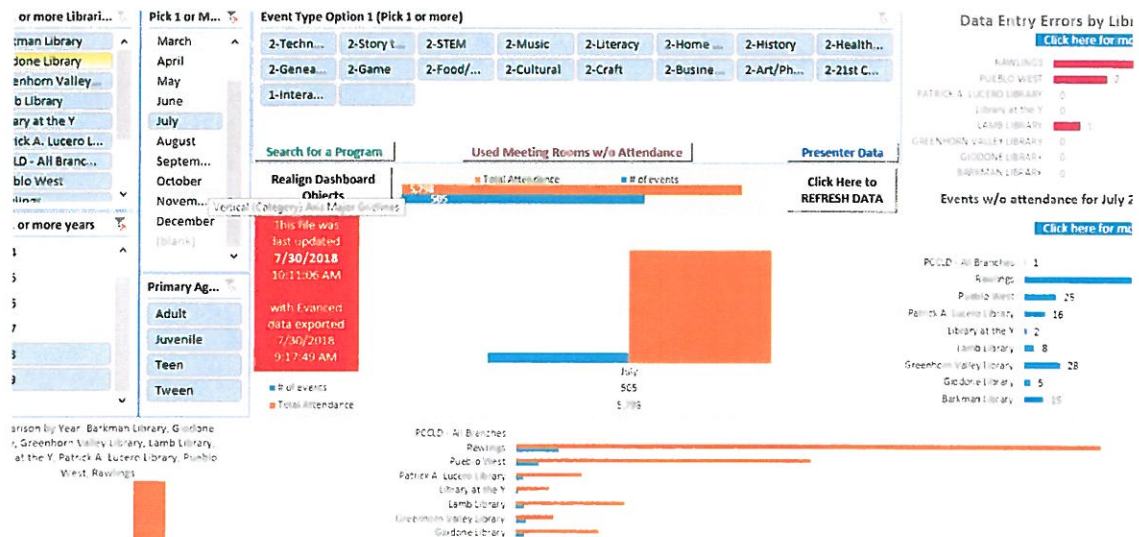 or more Librari...
kman Library
odone Library
enhorn Valley...
b Library
ary at the Y
ick A. Lucero L...
LD - All Branc...
blo West
Pick 1 or M...
March
April
May
June
July
August
Septem...
October
Novem...
December
(blank)
Event Type Option 1 (Pick 1 or more)
2-Techn... 2-Story t... 2-STEM 2-Music 2-Literacy 2-Home ... 2-History 2-Health...
2-Genea... 2-Game 2-Food/... 2-Cultural 2-Craft 2-Busine... 2-Art/Ph... 2-21st C...
1-Intera...
Search for a Program
Used Meeting Rooms w/o Attendance
Presenter Data
Realign Dashboard
Objects
Total Attendance
# of events
5,798
505
Click Here to
REFRESH DATA
Vertical (Category) Axis Major Gridlines
or more years
Primary Ag...
Adult
Juvenile
Teen
Tween
This file was
last updated
7/30/2018
10:11:06 AM
with Evanced
data exported
7/30/2018
9:17:49 AM
# of events
Total Attendance
July
505
5,798
Data Entry Errors by Libr
Click here for mo
RAWLINGS
PUEBLO WEST 2
PATRICK A. LUCERO LIBRARY 0
Library at the Y 0
LAMB LIBRARY 1
GREENHORN VALLEY LIBRARY 0
GIODONE LIBRARY 0
BARKMAN LIBRARY 0
Events w/o attendance for July 2
Click here for mo
PCCLD - All Branches 1
Rawlings
Pueblo West 25
Patrick A. Lucero Library 16
Library at the Y 2
Lamb Library 8
Greenhorn Valley Library 28
Giodone Library 5
Barkman Library 15
arison by Year: Barkman Library, Giodone
, Greenhorn Valley Library, Lamb Library,
at the Y, Patrick A. Lucero Library, Pueblo
West, Rawlings
PCCLD - All Branches
Rawlings
Pueblo West
Patrick A. Lucero Library
Library at the Y
Lamb Library
Greenhorn Valley Library
Giodone Library